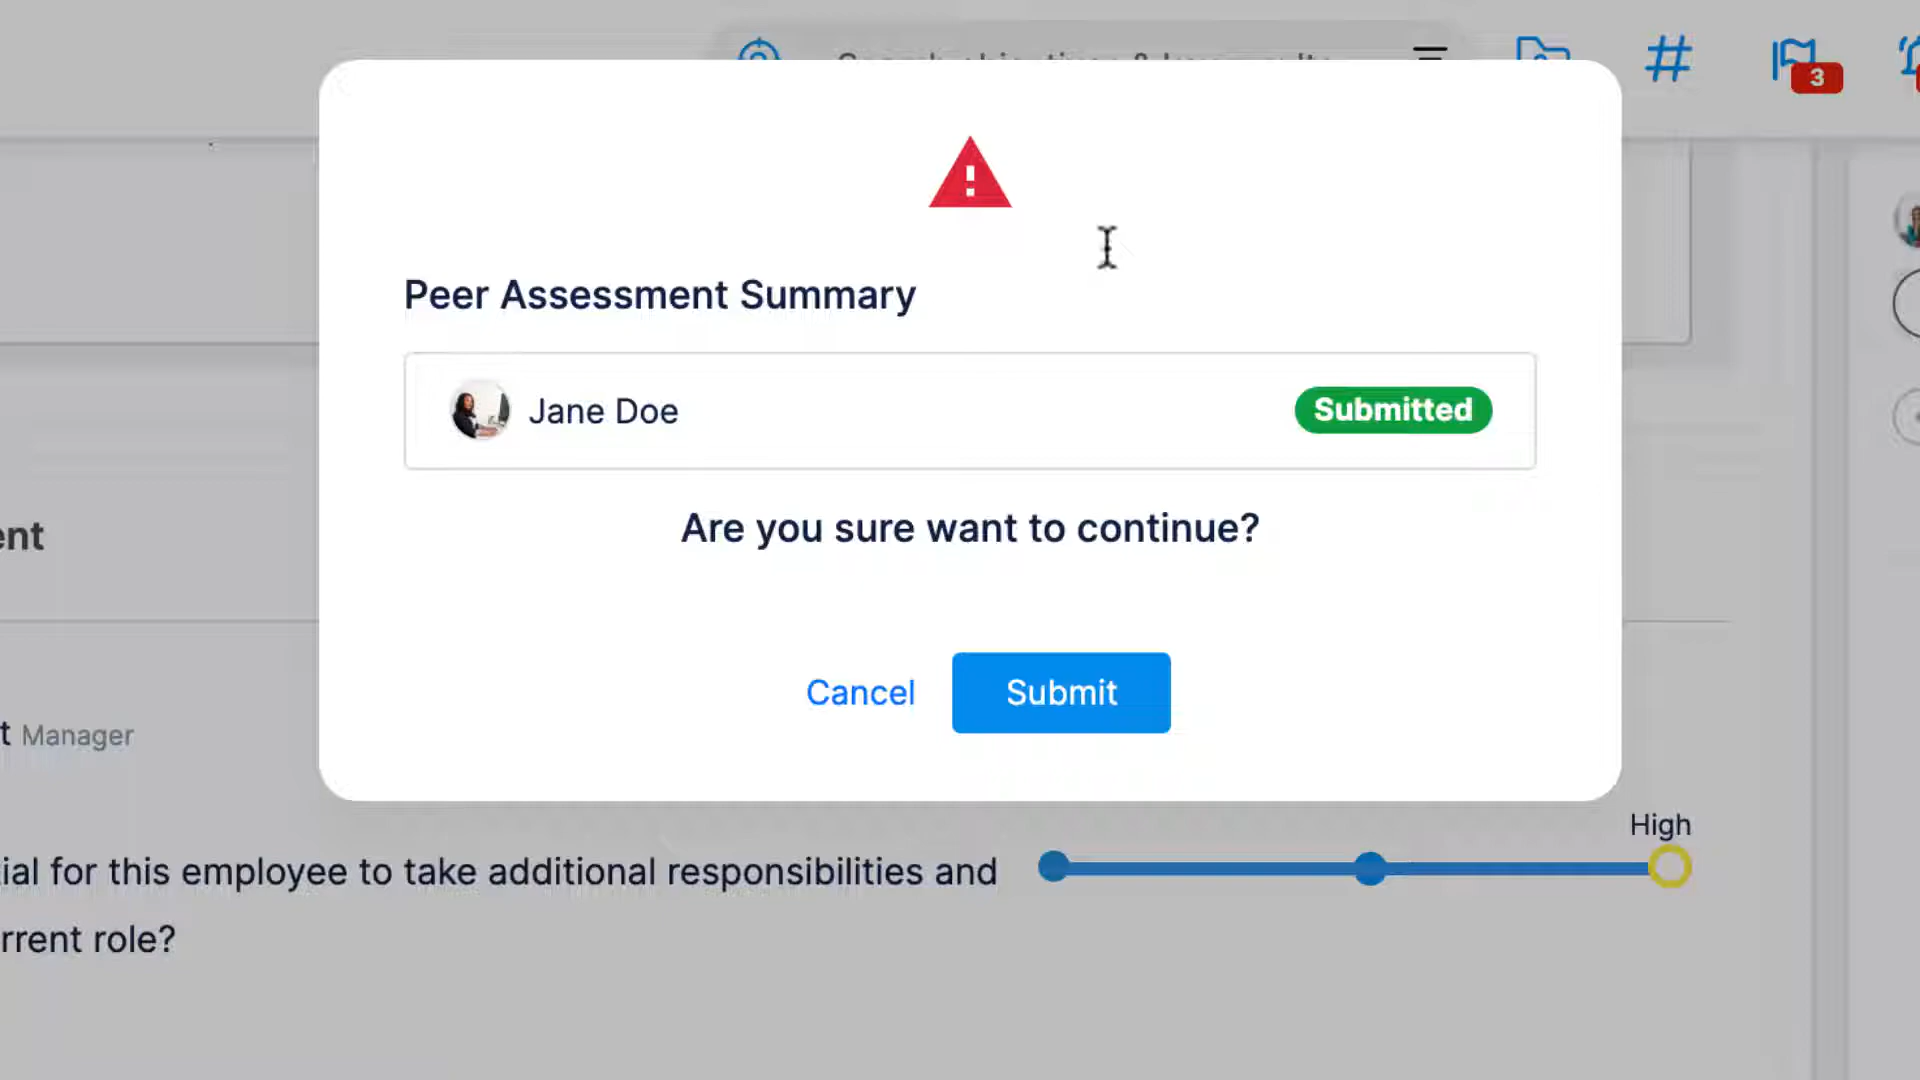 3
Peer Assessment Summary
Jane Doe
Submitted
ent
Are you sure want to continue?
Cancel
Submit
t Manager
High
ial for this employee to take additional responsibilities and
rrent role?